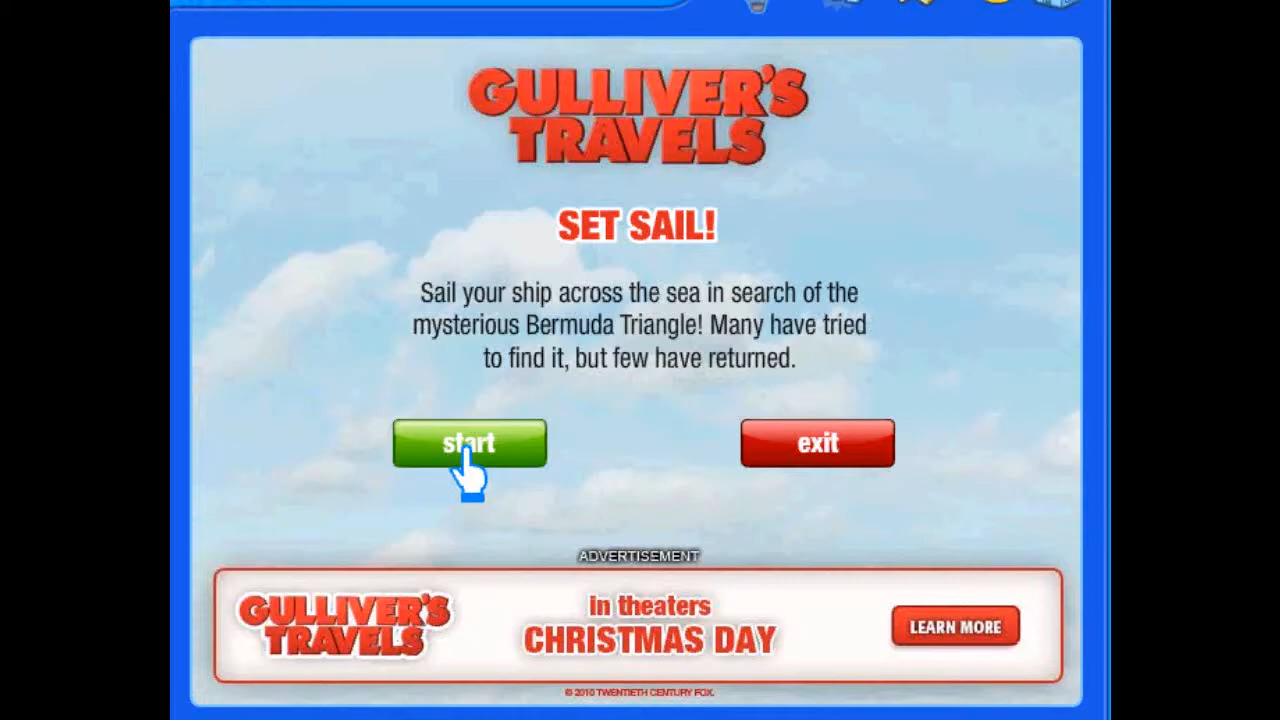 GULLIVER'S
TRAVELS
SET SAIL!
Sail your ship across the sea in search of the
mysterious Bermuda Triangle! Many have tried
to find it, but few have returned.
start
exit
ADVERTISEMENT
GULLIVER'S
TRAVELS
in theaters
CHRISTMAS DAY
LEARN MORE
© 2010 TWENTIETH CENTURY FOX.